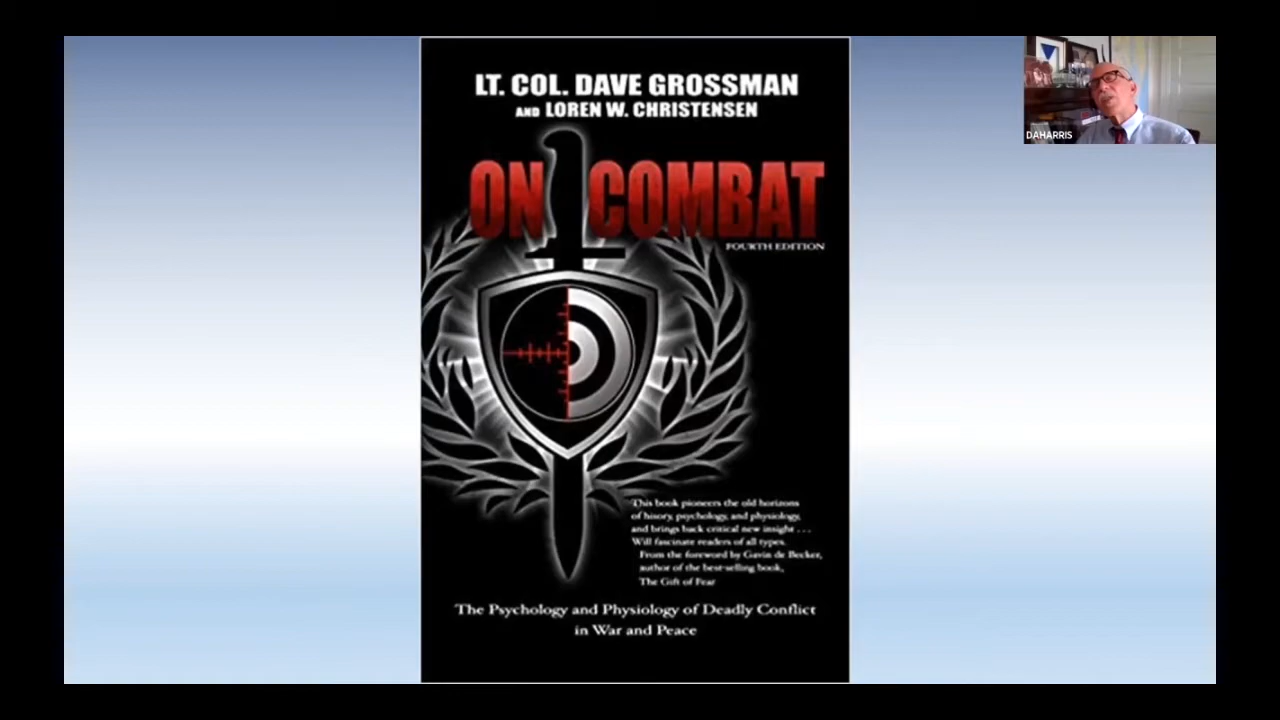 LT. COL. DAVE GROSSMAN
AND LOREN W. CHRISTENSEN
ON COMBAT
FOURTH EDITION
This book pioneers the old horizons
of hisory, psychology, and physiology,
and brings back critical new insight . . .
Will fascinate readers of all types.
From the foreword by Gavin de Becker,
author of the best-selling book,
The Gift of Fear
The Psychology and Physiology of Deadly Conflict
in War and Peace
DAHARRIS